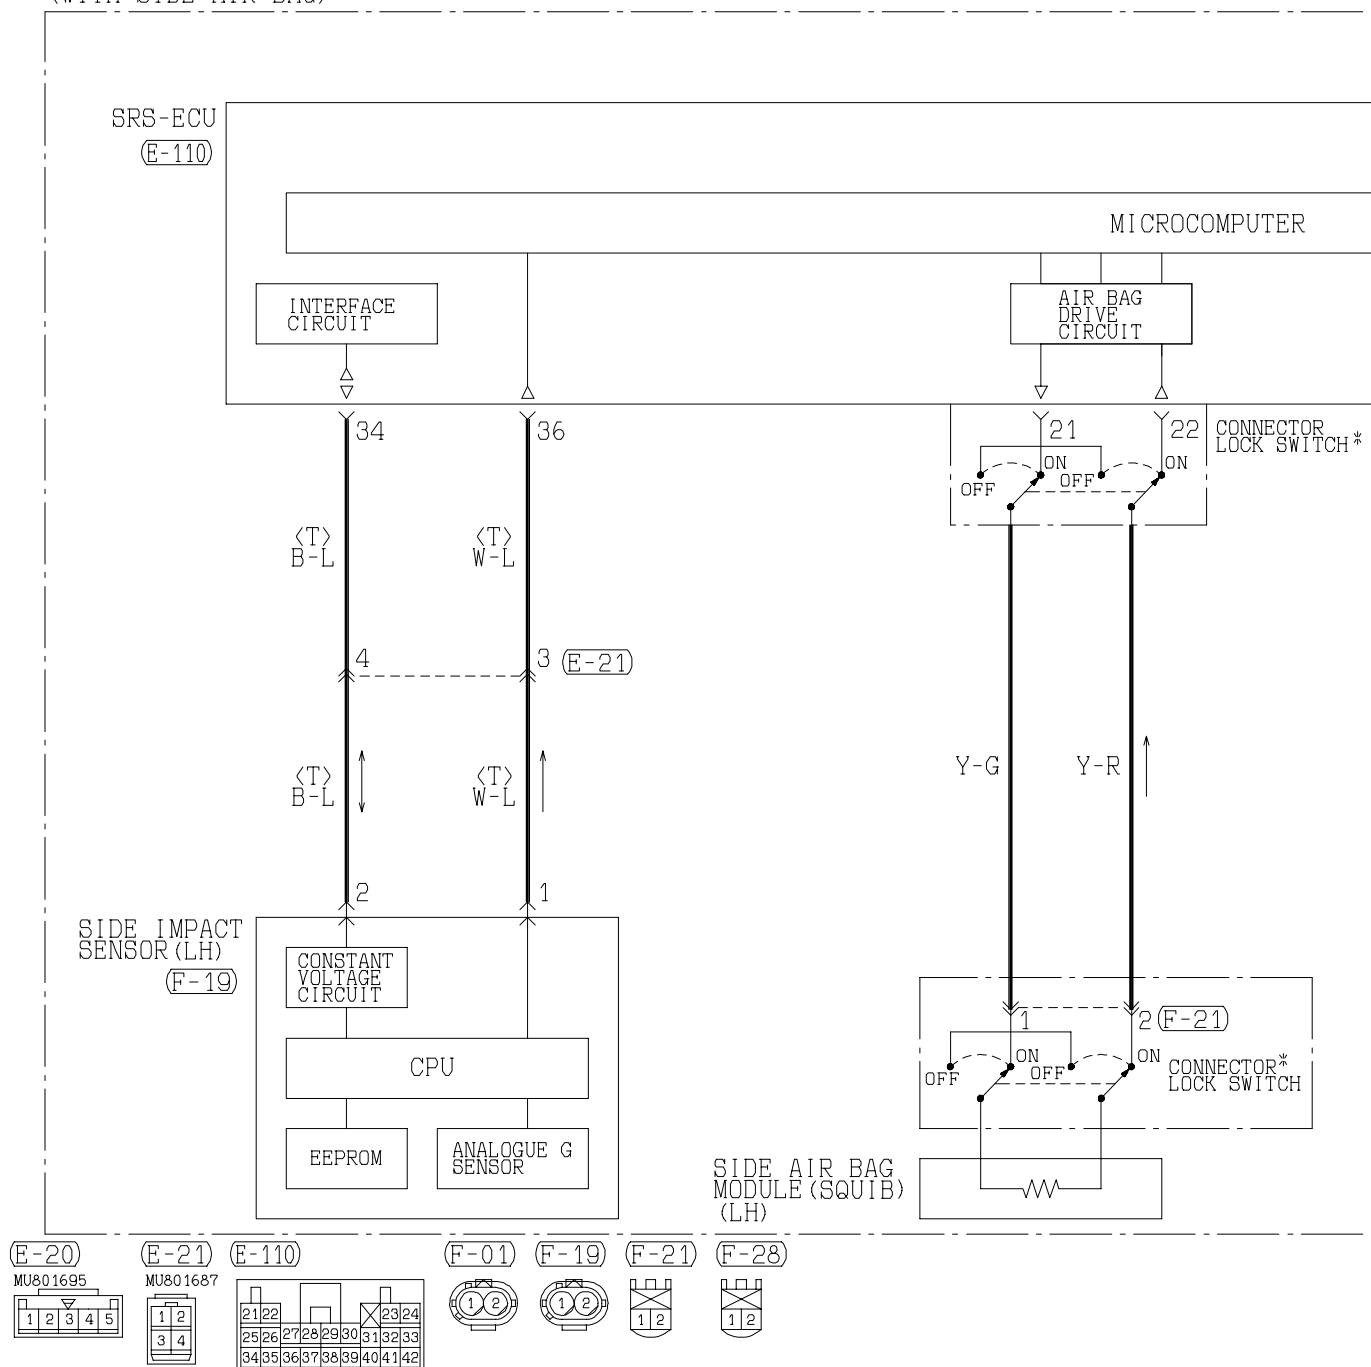 (WITH SIDE AIR BAG)
SRS-ECU
E-110
MICROCOMPUTER
INTERFACE
CIRCUIT
AIR BAG
DRIVE
CIRCUIT
34
36
21
22
CONNECTOR
LOCK SWITCH*
ON
ON
OFF
OFF
<T>
B-L
<T>
W-L
4
3
E-21
<T>
B-L
<T>
W-L
Y-G
Y-R
2
1
SIDE IMPACT
SENSOR(LH)
F-19
CONSTANT
VOLTAGE
CIRCUIT
CPU
EEPROM
ANALOGUE G
SENSOR
1
2
F-21
ON
ON
OFF
OFF
CONNECTOR*
LOCK SWITCH
SIDE AIR BAG
MODULE(SQUIB)
(LH)
E-20
E-21
E-110
F-01
F-19
F-21
F-28
MU801695
MU801687
1 2 3 4 5
1 2
3 4
21 22 23 24
25 26 27 28 29 30 31 32 33
34 35 36 37 38 39 40 41 42
1 2
1 2
1 2
1 2